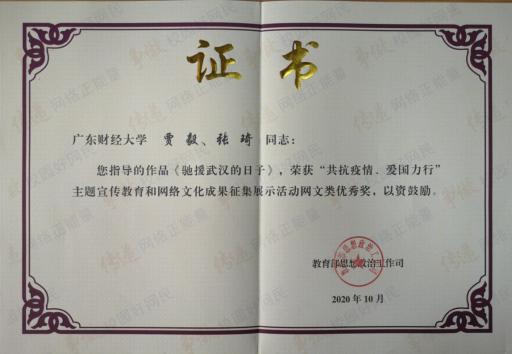 证书
广东财经大学 贾毅、张琦 同志：
您指导的作品《驰援武汉的日子》，荣获“共抗疫情、爱国力行”
主题宣传教育和网络文化成果征集展示活动网文类优秀奖，以资鼓励。
教育部思想政治工作司
2020年10月